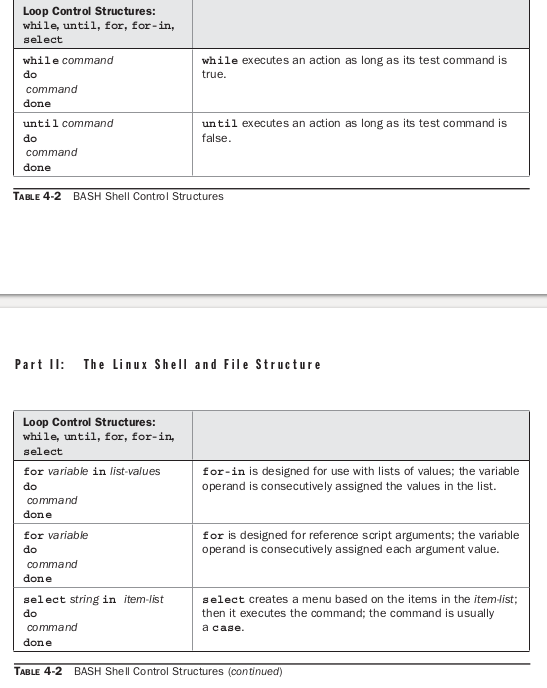 Loop Control Structures:
while, until, for, for-in,
select
while command
do
command
done
while executes an action as long as its test command is
true.
until command
do
command
done
until executes an action as long as its test command is
false.
TABLE 4-2 BASH Shell Control Structures
Part II: The Linux Shell and File Structure
Loop Control Structures:
while, until, for, for-in,
select
for variable in list-values
do
command
done
for-in is designed for use with lists of values; the variable
operand is consecutively assigned the values in the list.
for variable
do
command
done
for is designed for reference script arguments; the variable
operand is consecutively assigned each argument value.
select string in item-list
do
command
done
select creates a menu based on the items in the item-list;
then it executes the command; the command is usually
a case.
TABLE 4-2 BASH Shell Control Structures (continued)